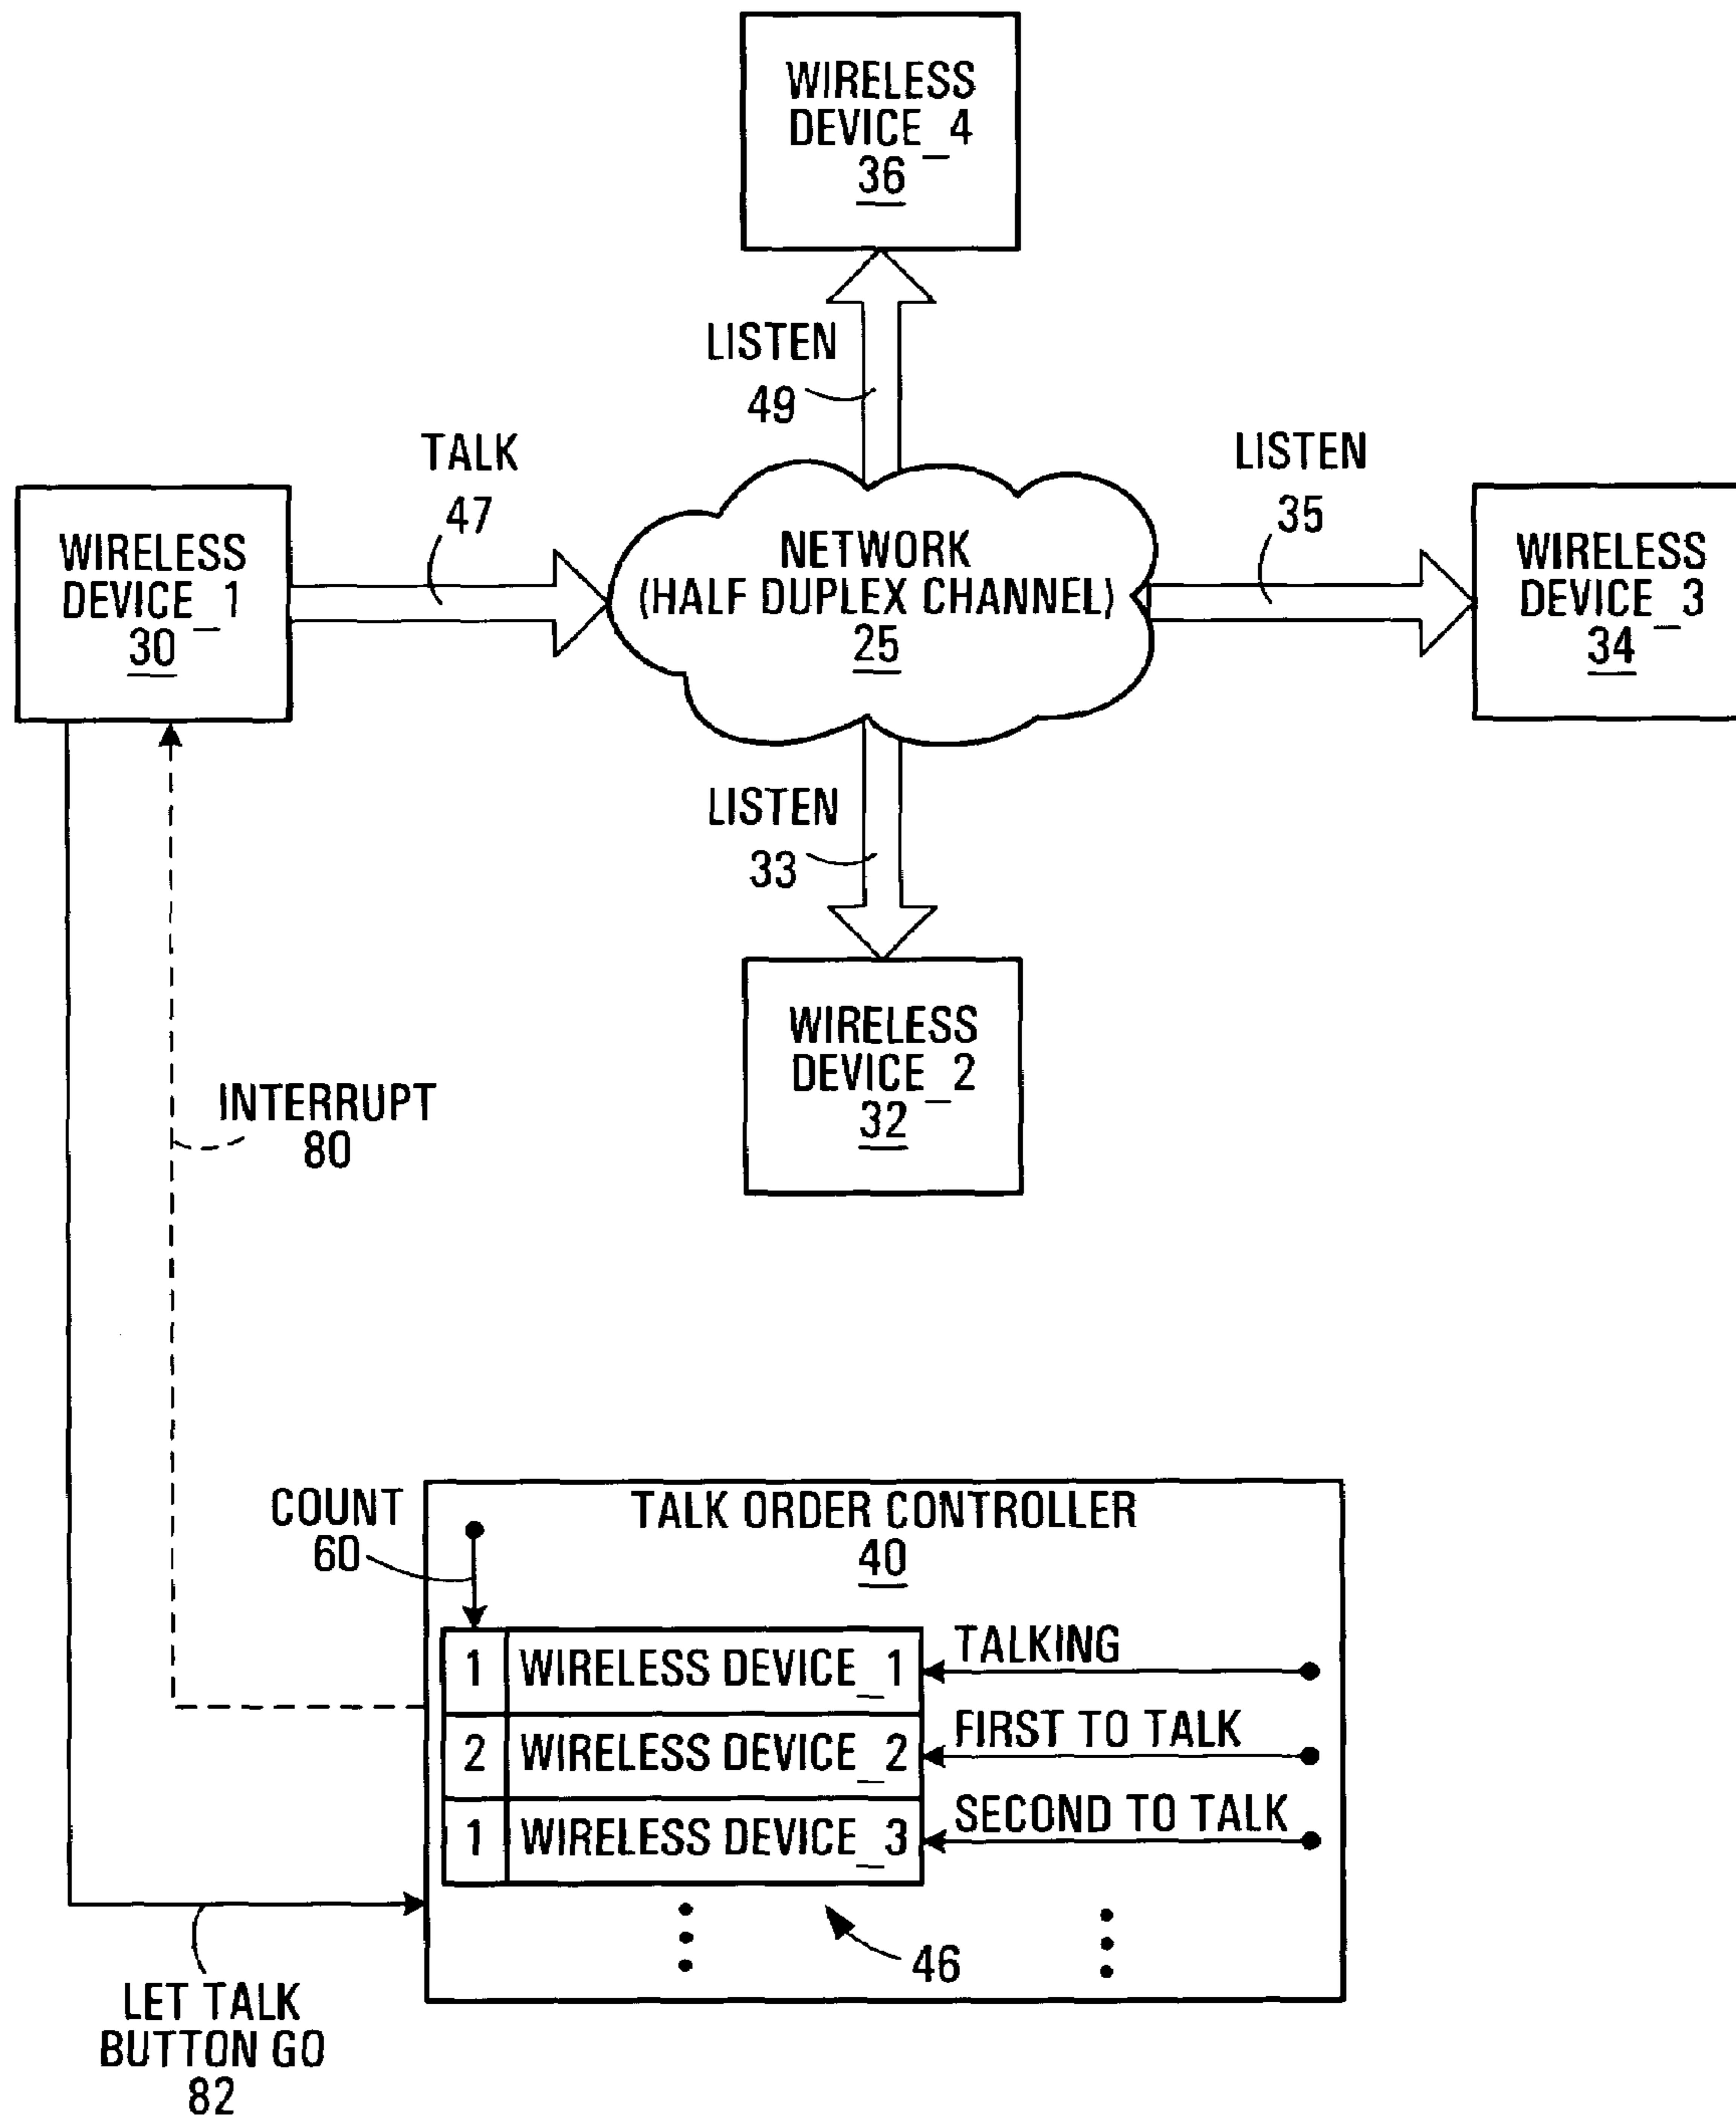 WIRELESS
DEVICE_4
36
LISTEN
49
TALK
47
LISTEN
35
WIRELESS
DEVICE_1
30
NETWORK
(HALF DUPLEX CHANNEL)
25
WIRELESS
DEVICE_3
34
LISTEN
33
WIRELESS
DEVICE_2
32
INTERRUPT
80
COUNT
60
TALK ORDER CONTROLLER
40
1 WIRELESS DEVICE_1 TALKING
2 WIRELESS DEVICE_2 FIRST TO TALK
1 WIRELESS DEVICE_3 SECOND TO TALK
46
LET TALK
BUTTON GO
82